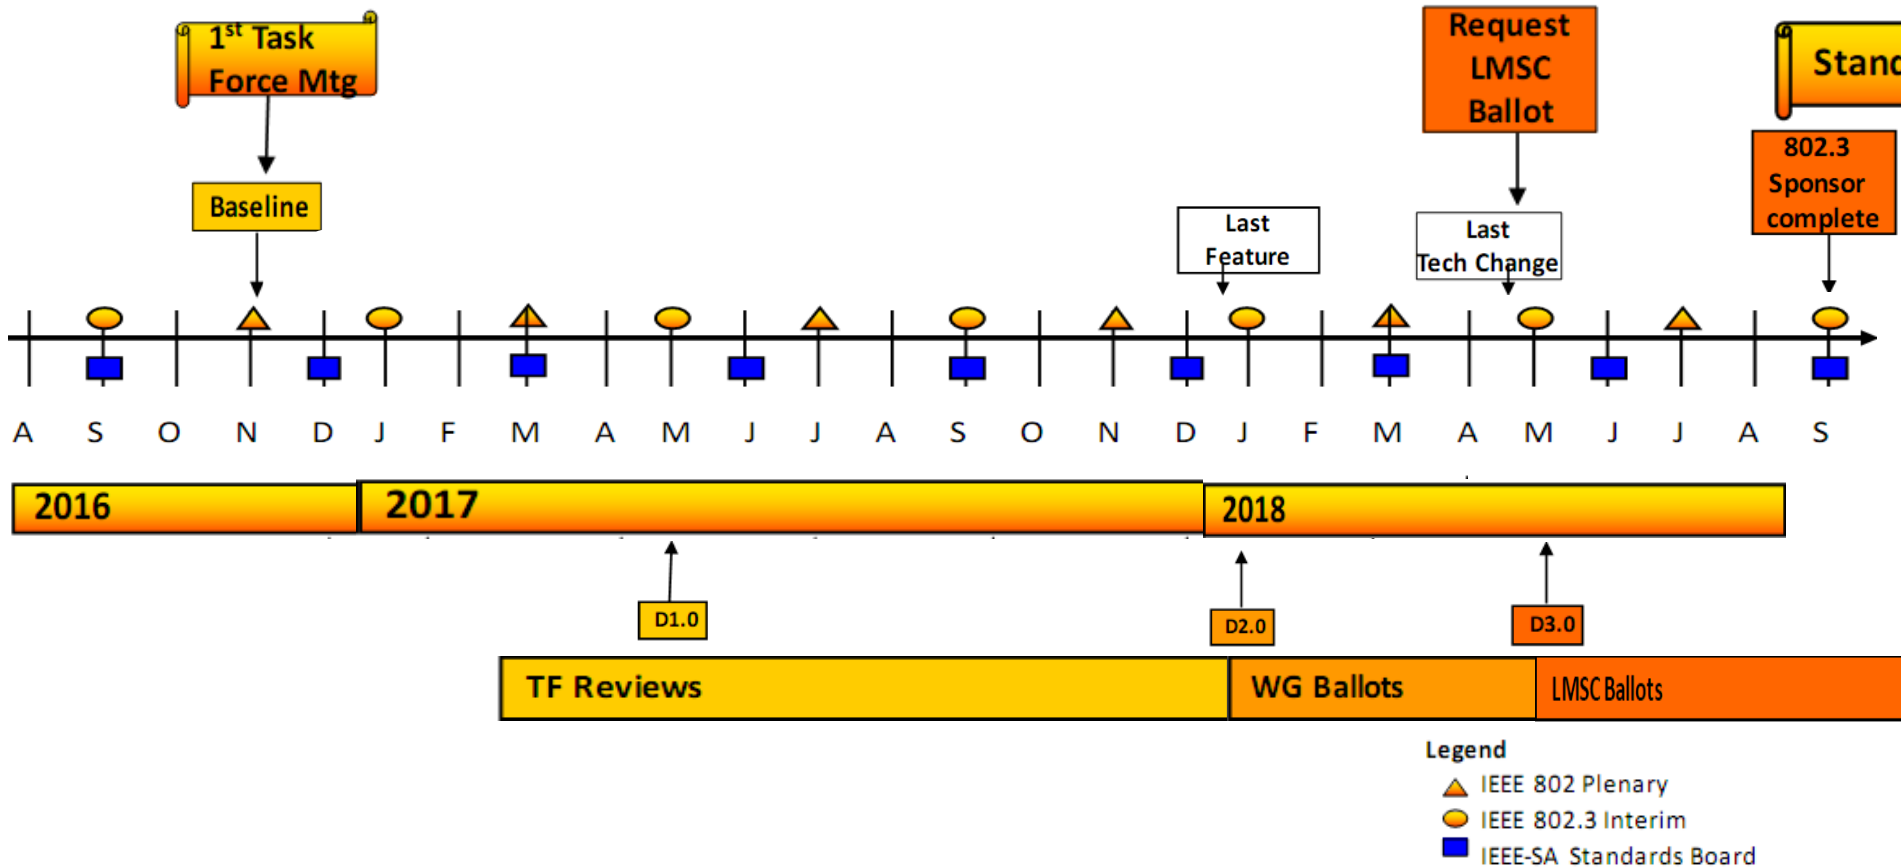 1st Task
Force Mtg
Request
LMSC
Ballot
Stand
802.3
Sponsor
complete
Baseline
Last
Feature
Last
Tech Change
A S O N D J F M A M J J A S O N D J F M A M J J A S
2016 2017 2018
D1.0 D2.0 D3.0
TF Reviews WG Ballots LMSC Ballots
Legend
IEEE 802 Plenary
IEEE 802.3 Interim
IEEE-SA Standards Board